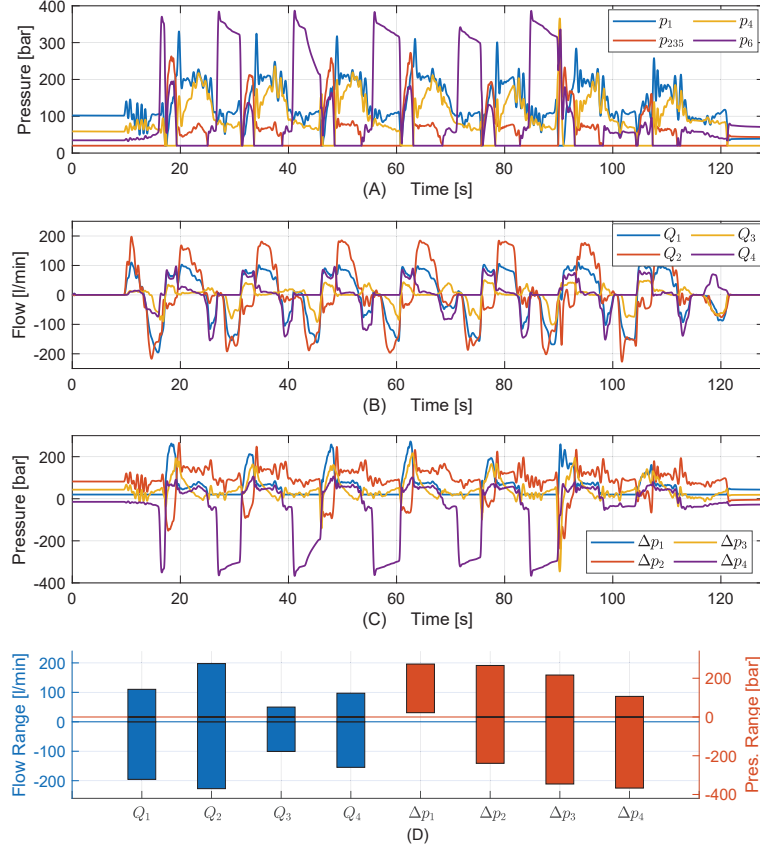 400
300
200
100
0
Pressure [bar]
p₁ p₄
p₂₃₅ p₆
0 20 40 60 80 100 120
(A) Time [s]
200
100
0
-100
-200
Flow [l/min]
Q₁ Q₃
Q₂ Q₄
0 20 40 60 80 100 120
(B) Time [s]
200
0
-200
-400
Pressure [bar]
Δp₁ Δp₃
Δp₂ Δp₄
0 20 40 60 80 100 120
(C) Time [s]
200
100
0
-100
-200
Flow Range [l/min]
200
0
-200
-400
Pres. Range [bar]
Q₁ Q₂ Q₃ Q₄ Δp₁ Δp₂ Δp₃ Δp₄
(D)